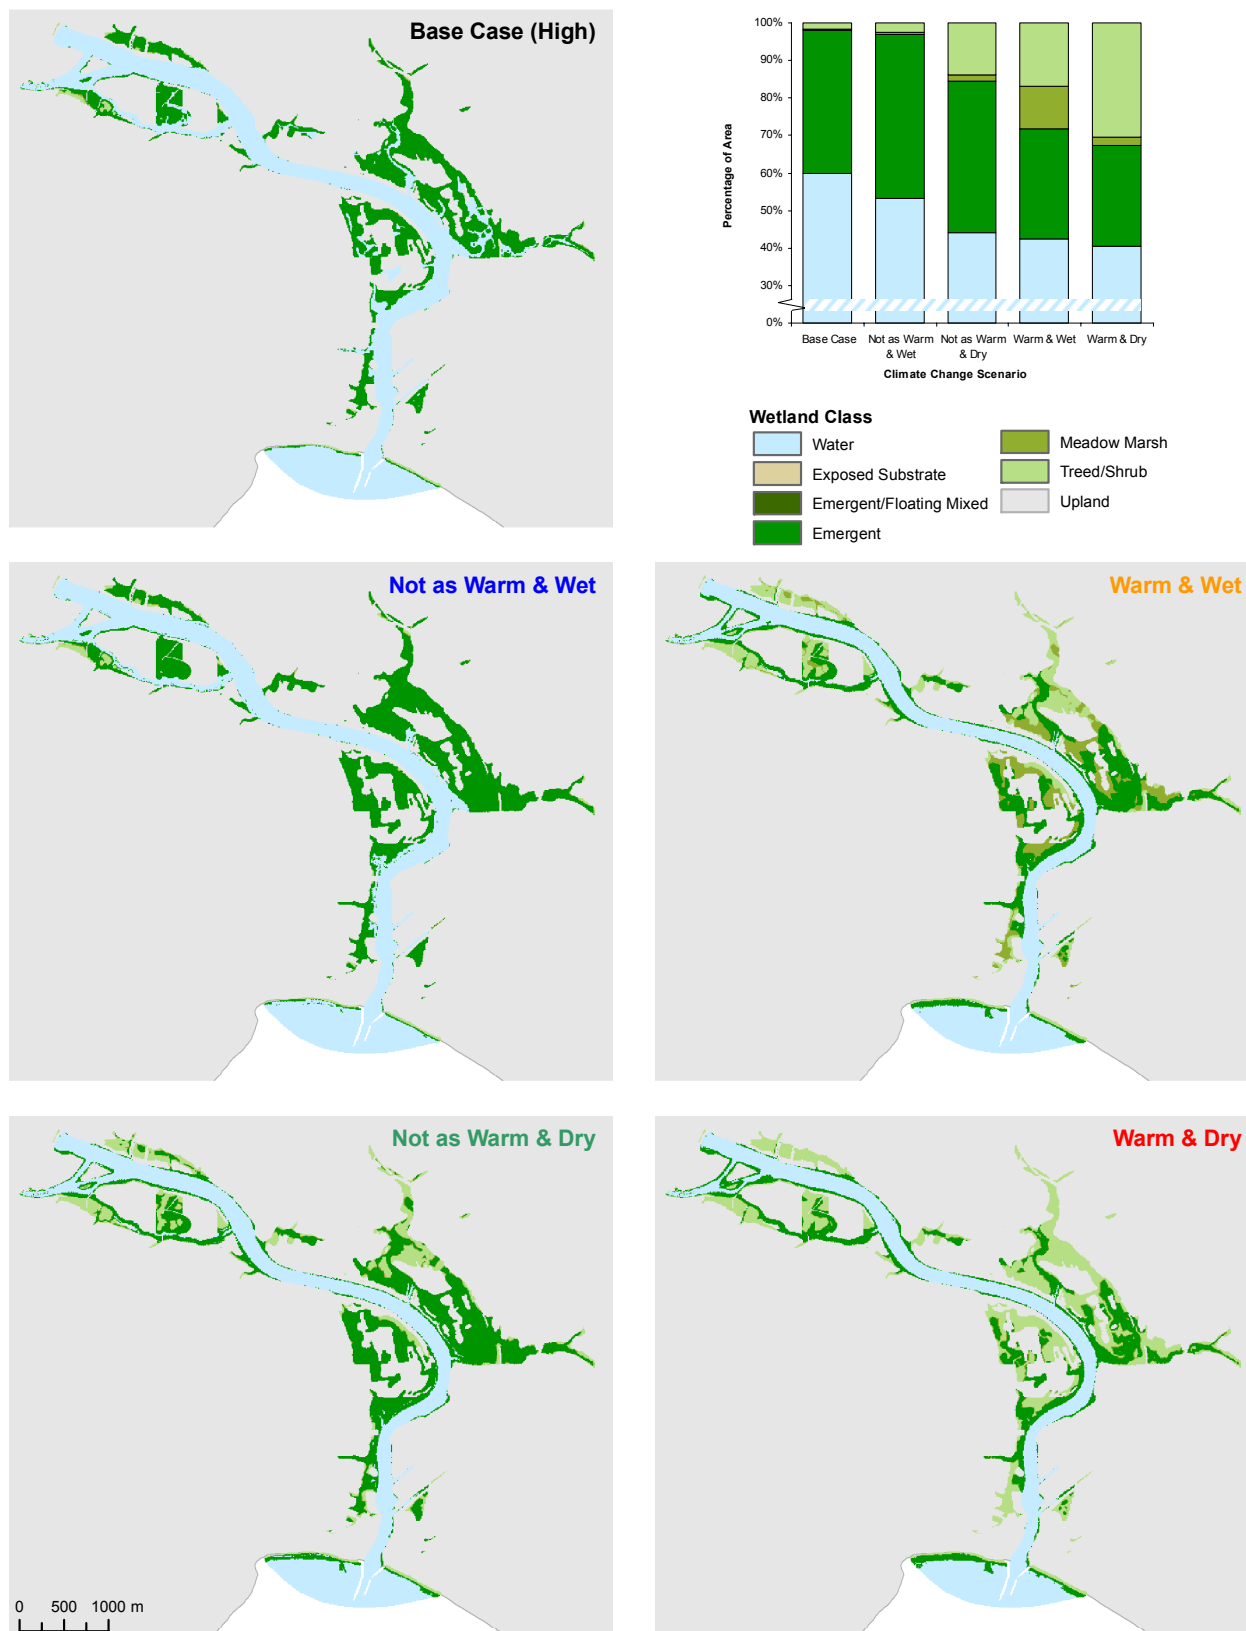 Base Case (High)
100%
90%
80%
70%
60%
50%
40%
30%
0%
Percentage of Area
Base Case
Not as Warm
& Wet
Not as Warm
& Dry
Warm & Wet
Warm & Dry
Climate Change Scenario
Wetland Class
Water
Exposed Substrate
Emergent/Floating Mixed
Emergent
Meadow Marsh
Treed/Shrub
Upland
Not as Warm & Wet
Warm & Wet
Not as Warm & Dry
Warm & Dry
0 500 1000 m